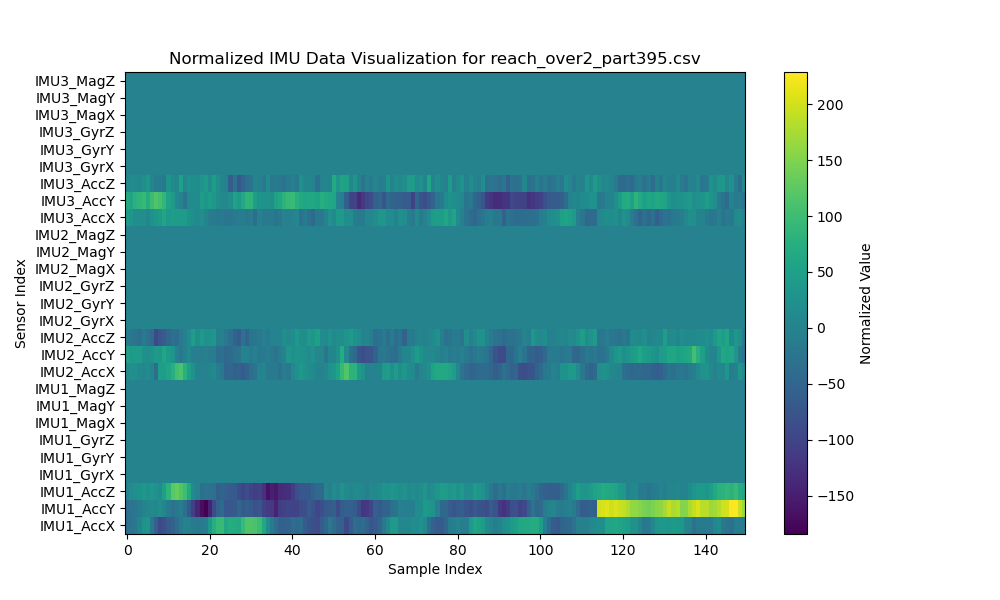 Normalized IMU Data Visualization for reach_over2_part395.csv
IMU3_MagZ
IMU3_MagY
IMU3_MagX
IMU3_GyrZ
IMU3_GyrY
IMU3_GyrX
IMU3_AccZ
IMU3_AccY
IMU3_AccX
IMU2_MagZ
IMU2_MagY
IMU2_MagX
IMU2_GyrZ
IMU2_GyrY
IMU2_GyrX
IMU2_AccZ
IMU2_AccY
IMU2_AccX
IMU1_MagZ
IMU1_MagY
IMU1_MagX
IMU1_GyrZ
IMU1_GyrY
IMU1_GyrX
IMU1_AccZ
IMU1_AccY
IMU1_AccX
Sensor Index
0 20 40 60 80 100 120 140
Sample Index
200
150
100
50
0
−50
−100
−150
Normalized Value